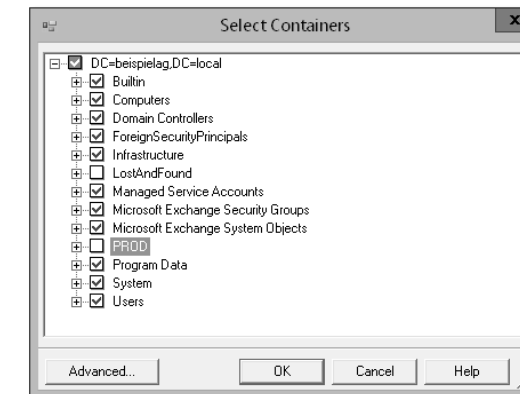 Select Containers
x
DC=beispielag,DC=local
Builtin
Computers
Domain Controllers
ForeignSecurityPrincipals
Infrastructure
LostAndFound
Managed Service Accounts
Microsoft Exchange Security Groups
Microsoft Exchange System Objects
PROD
Program Data
System
Users
Advanced... OK Cancel Help